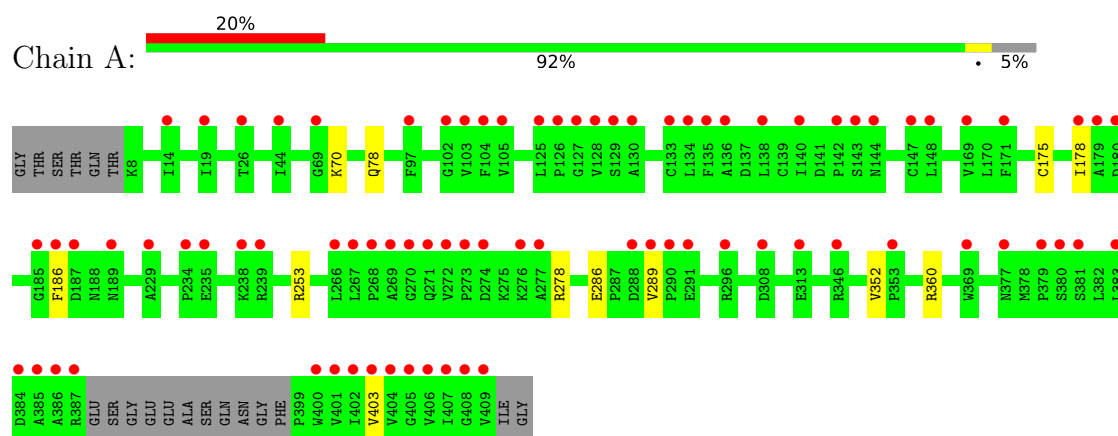 20%
Chain A:
92%
• 5%
GLY THR SER THR GLN THR K8 I14 I19 T26 I44 G69 K70 Q78 F97 G102 V103 F104 V105 L125 P126 G127 V128 S129 A130 C133 L134 F135 A136 D137 L138 C139 I140 D141 P142 S143 N144 C147 L148 V169 L170 F171 C175 I178 A179 D180
G185 F186 D187 N188 N189 A229 P234 E235 K238 R239 R253 L266 L267 P268 A269 G270 Q271 V272 P273 D274 K275 K276 A277 R278 E286 P287 D288 V289 P290 E291 R296 D308 E313 R346 V352 P353 R360 W369 N377 M378 P379 S380 S381 L382 L383
D384 A385 A386 R387 GLU SER GLY GLU GLU ALA SER GLN ASN GLY PHE P399 W400 V401 I402 V403 V404 G405 V406 I407 G408 V409 ILE GLY